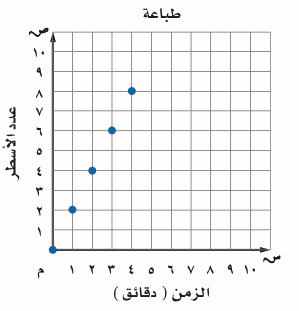 طباعة
ص
١٠
٩
٨
٧
٦
٥
٤
٣
٢
١
عدد الأسطر
م ١ ٢ ٣ ٤ ٥ ٦ ٧ ٨ ٩ ١٠
س
الزمن ( دقائق )